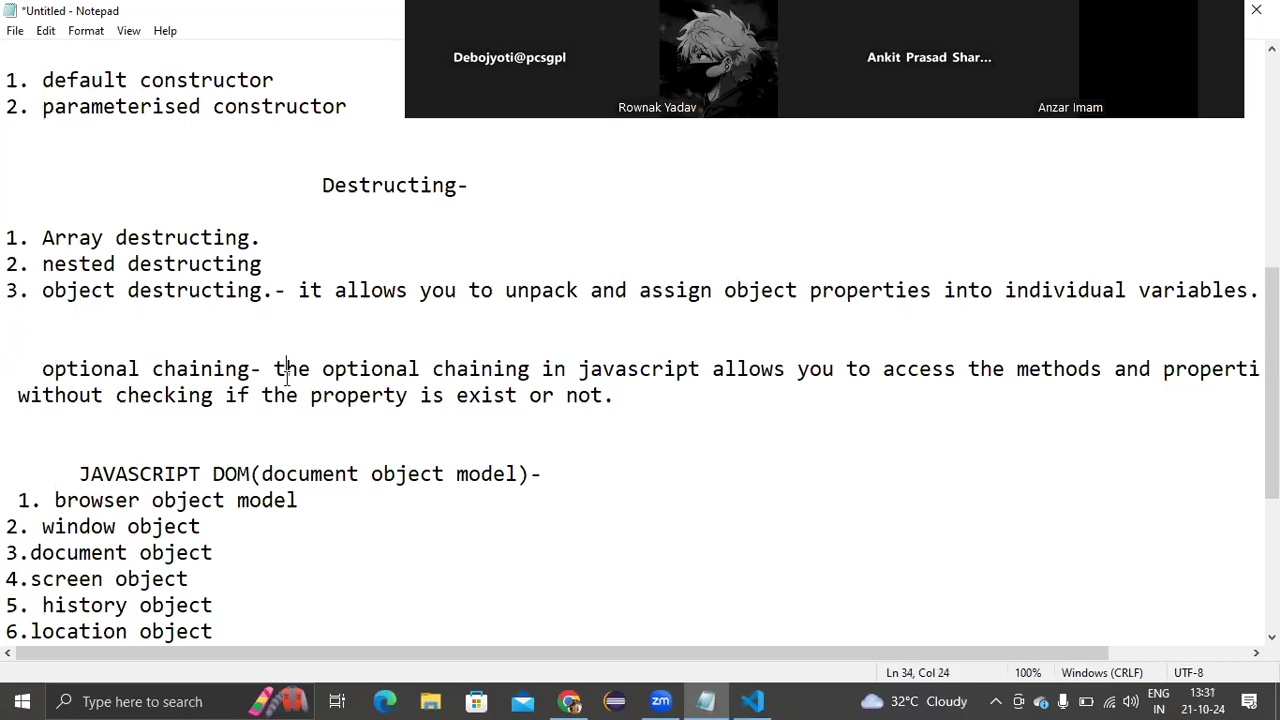 *Untitled - Notepad
File Edit Format View Help
Debojyoti@pcsgpl
Rownak Yadav
Ankit Prasad Shar...
Anzar Imam
1. default constructor
2. parameterised constructor
Destructing-
1. Array destructing.
2. nested destructing
3. object destructing.- it allows you to unpack and assign object properties into individual variables.
optional chaining- the optional chaining in javascript allows you to access the methods and properti
without checking if the property is exist or not.
JAVASCRIPT DOM(document object model)-
1. browser object model
2. window object
3.document object
4.screen object
5. history object
6.location object
Ln 34, Col 24 100% Windows (CRLF) UTF-8
Type here to search
zm
32°C Cloudy
ENG
IN
13:31
21-10-24